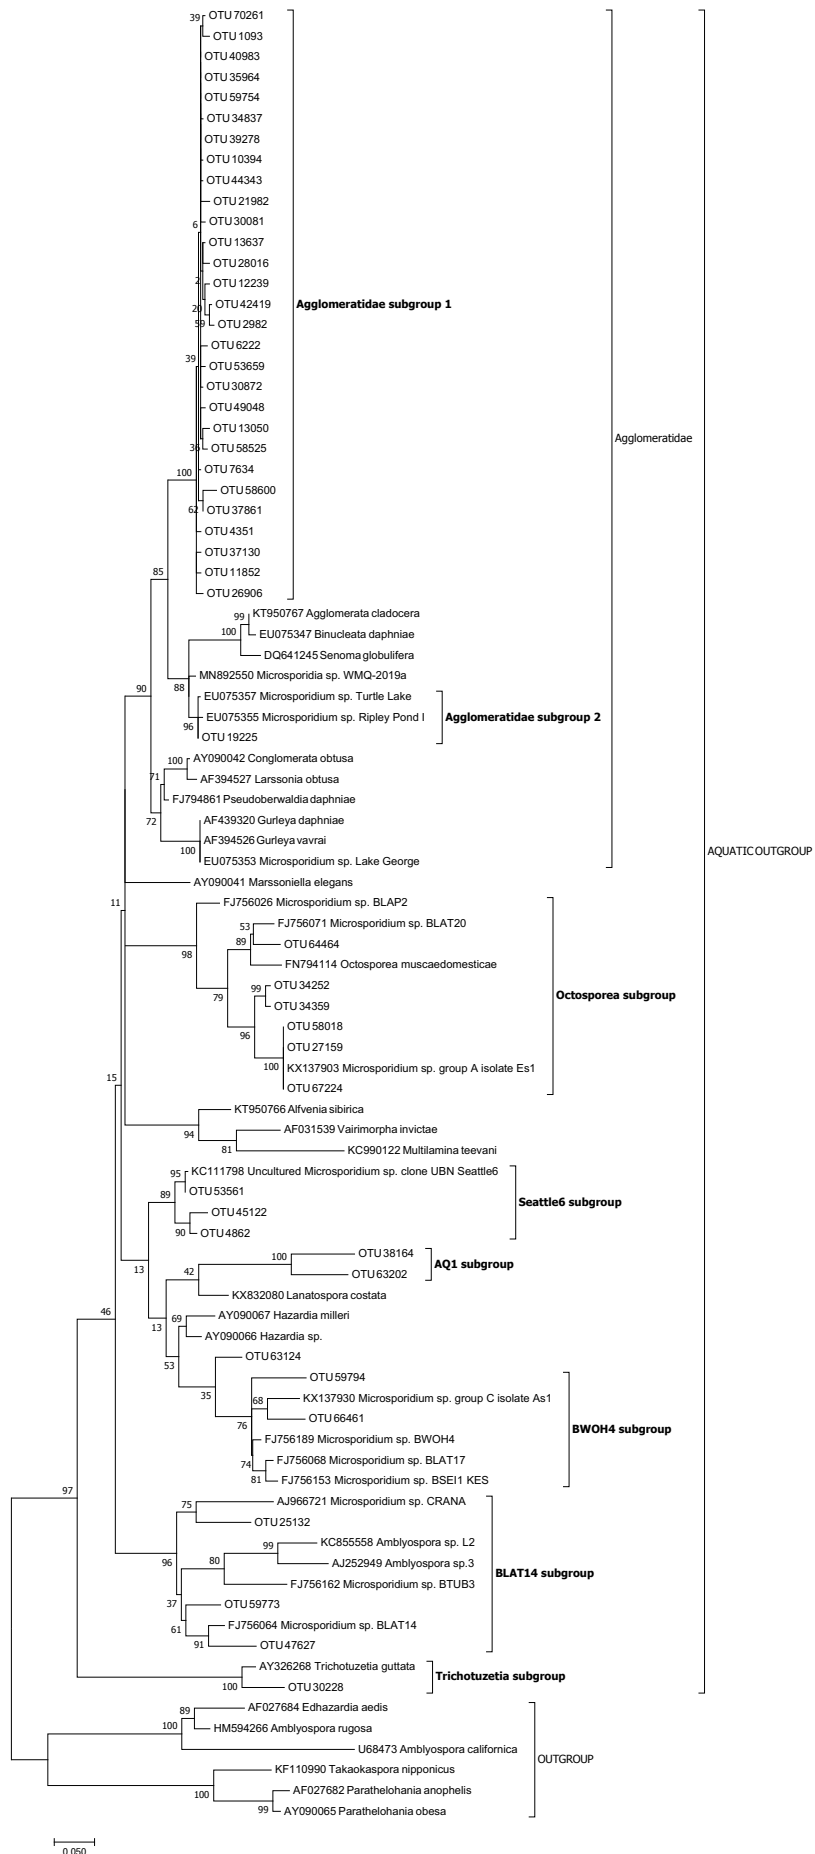 39
OTU 70261
OTU 1093
OTU 40983
OTU 35964
OTU 59754
OTU 34837
OTU 39278
OTU 10394
OTU 44343
OTU 21982
6
OTU 30081
OTU 13637
OTU 28016
2
OTU 12239
20
OTU 42419
Agglomeratidae subgroup 1
59
OTU 2982
OTU 6222
39
OTU 53659
OTU 30872
OTU 49048
OTU 13050
Agglomeratidae
36
OTU 58525
100
OTU 7634
OTU 58600
62
OTU 37861
OTU 4351
OTU 37130
85
OTU 11852
OTU 26906
99
KT950767 Agglomerata cladocera
100
EU075347 Binucleata daphniae
DQ641245 Senoma globulifera
MN892550 Microsporidia sp. WMQ-2019a
90
88
EU075357 Microsporidium sp. Turtle Lake
EU075355 Microsporidium sp. Ripley Pond I
Agglomeratidae subgroup 2
96
OTU 19225
100
AY090042 Conglomerata obtusa
71
AF394527 Larssonia obtusa
FJ794861 Pseudoberwaldia daphniae
72
AF439320 Gurleya daphniae
AF394526 Gurleya vavrai
100
EU075353 Microsporidium sp. Lake George
AQUATIC OUTGROUP
AY090041 Marssoniella elegans
11
FJ756026 Microsporidium sp. BLAP2
53
FJ756071 Microsporidium sp. BLAT20
89
OTU 64464
98
FN794114 Octosporea muscaedomesticae
79
99
OTU 34252
Octosporea subgroup
OTU 34359
96
OTU 58018
OTU 27159
100
KX137903 Microsporidium sp. group A isolate Es1
15
OTU 67224
KT950766 Alfvenia sibirica
94
AF031539 Vairimorpha invictae
81
KC990122 Multilamina teevani
95
KC111798 Uncultured Microsporidium sp. clone UBN Seattle6
89
OTU 53561
Seattle6 subgroup
OTU 45122
90
OTU 4862
13
100
OTU 38164
AQ1 subgroup
42
OTU 63202
KX832080 Lanatospora costata
46
13
69
AY090067 Hazardia milleri
AY090066 Hazardia sp.
53
OTU 63124
35
OTU 59794
68
KX137930 Microsporidium sp. group C isolate As1
76
OTU 66461
BWOH4 subgroup
FJ756189 Microsporidium sp. BWOH4
74
FJ756068 Microsporidium sp. BLAT17
81
FJ756153 Microsporidium sp. BSEI1 KES
97
75
AJ966721 Microsporidium sp. CRANA
OTU 25132
96
99
KC855558 Amblyospora sp. L2
80
AJ252949 Amblyospora sp.3
BLAT14 subgroup
FJ756162 Microsporidium sp. BTUB3
37
OTU 59773
61
FJ756064 Microsporidium sp. BLAT14
91
OTU 47627
AY326268 Trichotuzetia guttata
Trichotuzetia subgroup
100
OTU 30228
89
AF027684 Edhazardia aedis
100
HM594266 Amblyospora rugosa
U68473 Amblyospora californica
OUTGROUP
KF110990 Takaokaspora nipponicus
100
AF027682 Parathelohania anophelis
99
AY090065 Parathelohania obesa
0.050